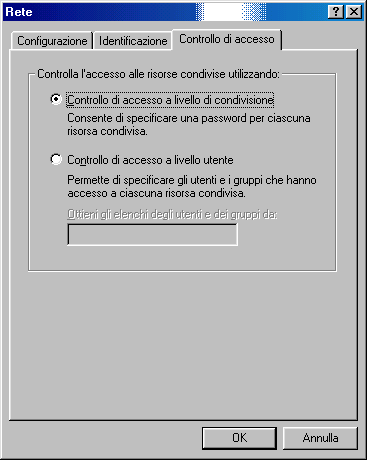 Rete
Configurazione Identificazione Controllo di accesso
Controlla l'accesso alle risorse condivise utilizzando:
Controllo di accesso a livello di condivisione
Consente di specificare una password per ciascuna
risorsa condivisa.
Controllo di accesso a livello utente
Permette di specificare gli utenti e i gruppi che hanno
accesso a ciascuna risorsa condivisa.
Ottieni gli elenchi degli utenti e dei gruppi da:
OK Annulla